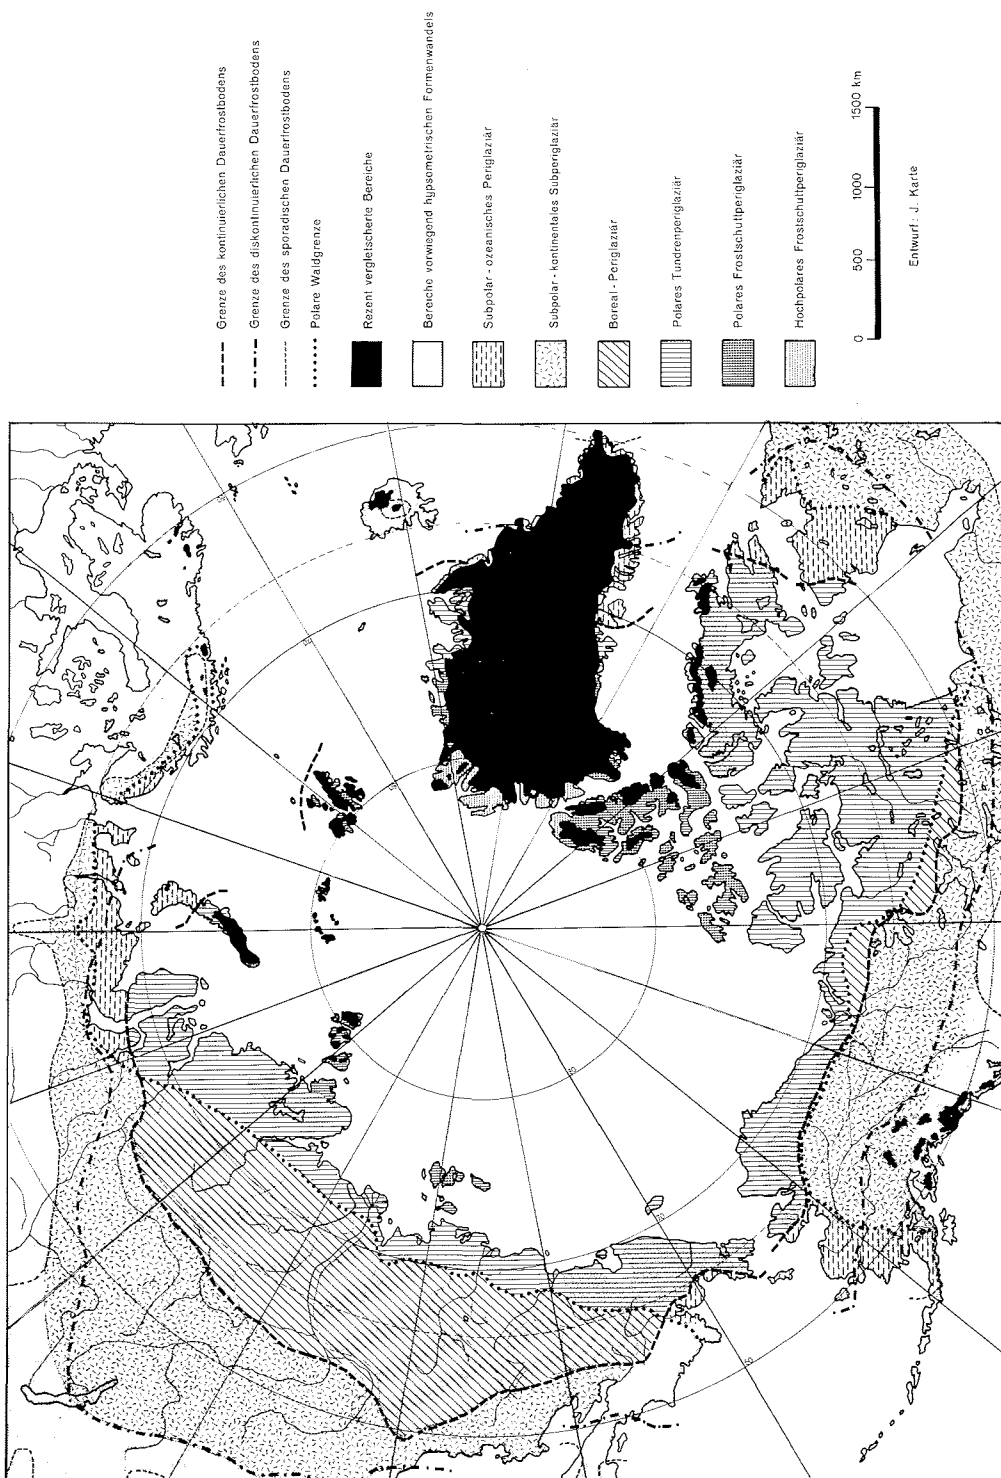 Grenze des kontinuierlichen Dauerfrostbodens
Grenze des diskontinuierlichen Dauerfrostbodens
Grenze des sporadischen Dauerfrostbodens
Polare Waldgrenze
Rezent vergletscherte Bereiche
Bereiche vorwiegend hypsometrischen Formenwandels
Subpolar-ozeanisches Periglaziär
Subpolar-kontinentales Subperiglaziär
Boreal-Periglaziär
Polares Tundrenperiglaziär
Polares Frostschuttperiglaziär
Hochpolares Frostschuttperiglaziär
0 500 1000 1500 km
Entwurf: J. Karte